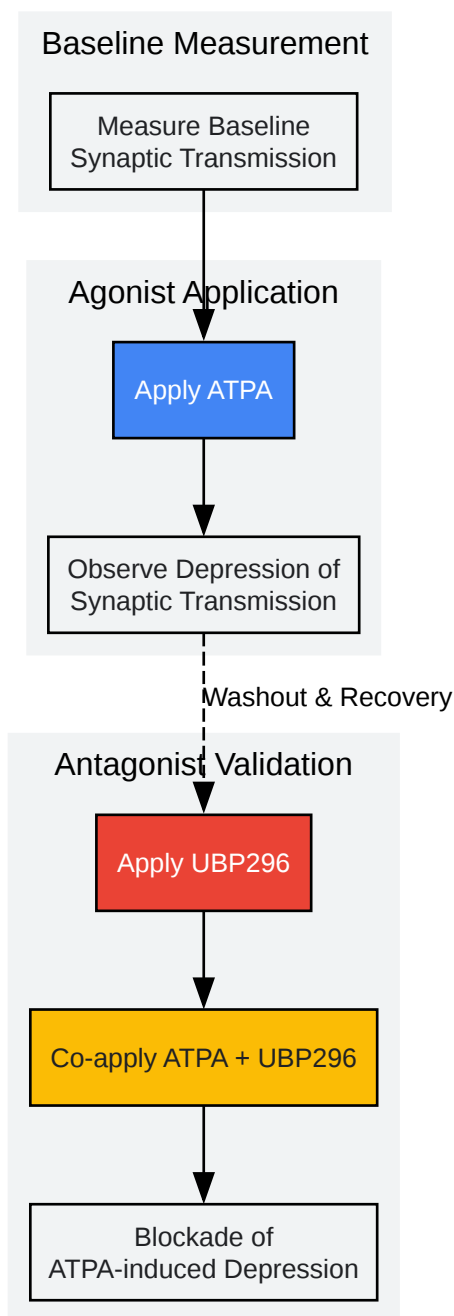 Baseline Measurement
Measure Baseline
Synaptic Transmission
Agonist Application
Apply ATPA
Observe Depression of
Synaptic Transmission
Washout & Recovery
Antagonist Validation
Apply UBP296
Co-apply ATPA + UBP296
Blockade of
ATPA-induced Depression